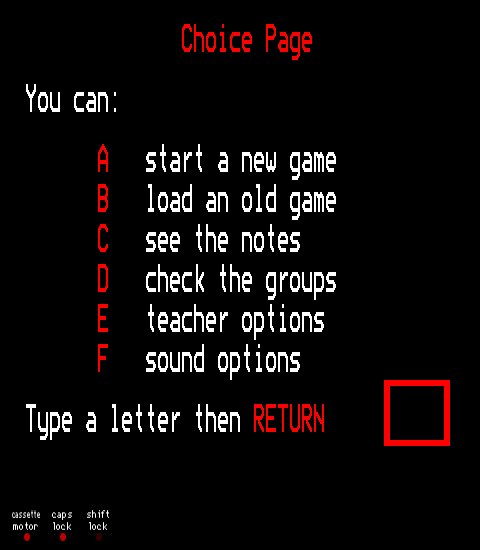 Choice Page
You can:
A start a new game
B load an old game
C see the notes
D check the groups
E teacher options
F sound options
Type a letter then RETURN
cassette caps shift
motor lock lock